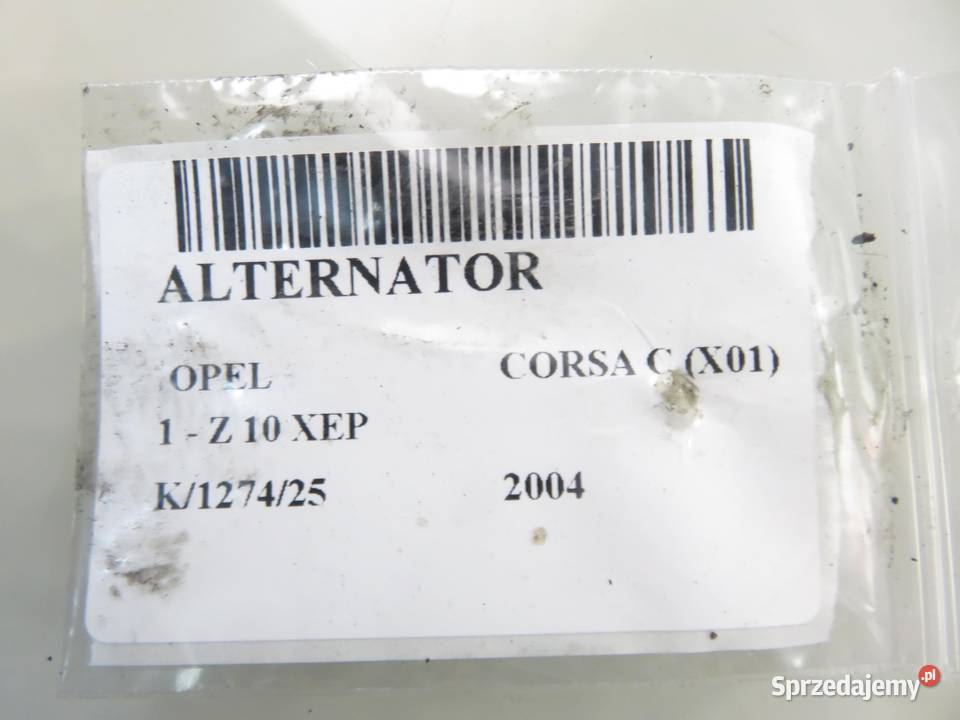 ALTERNATOR
OPEL CORSA C (X01)
1 - Z 10 XEP
K/1274/25 2004
Sprzedajemy.pl